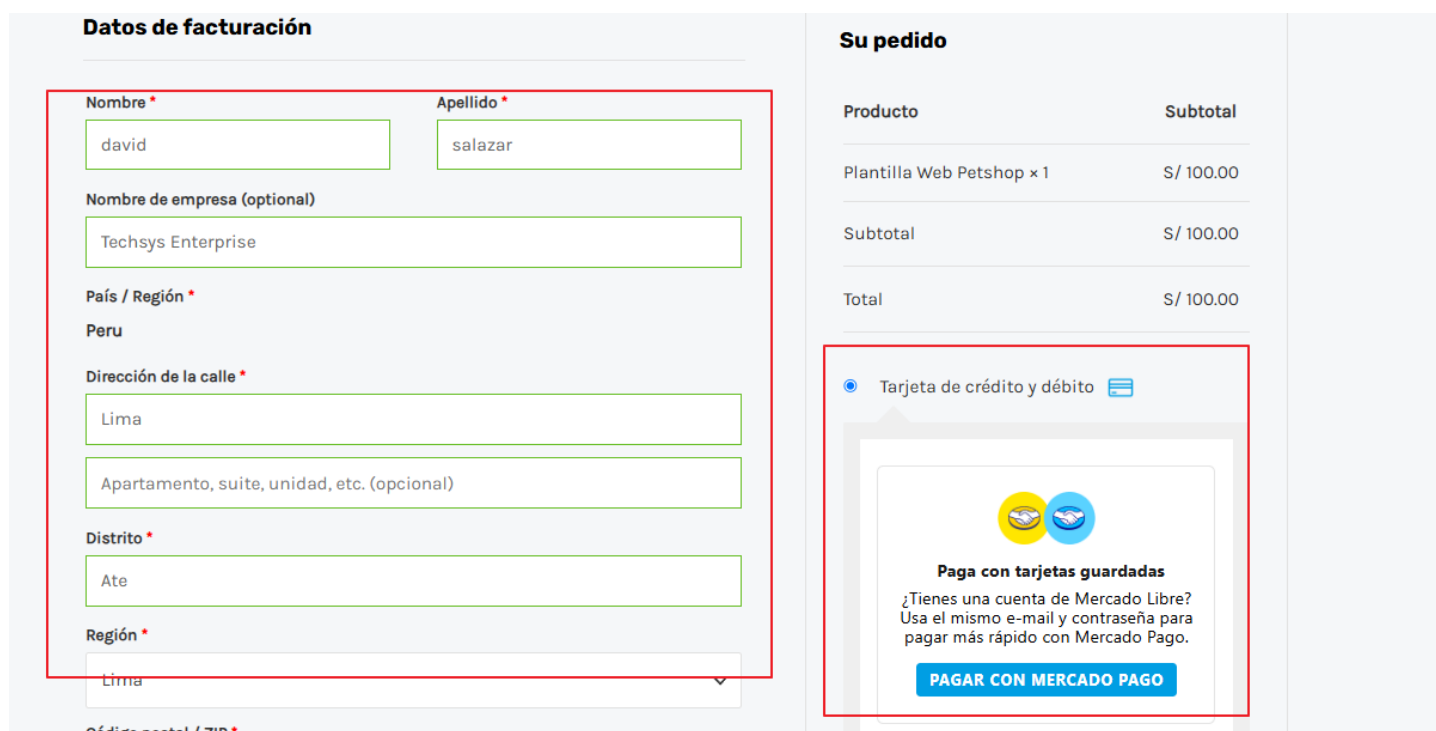 Datos de facturación
Nombre * Apellido *
david salazar
Nombre de empresa (optional)
Techsys Enterprise
País / Región *
Peru
Dirección de la calle *
Lima
Apartamento, suite, unidad, etc. (opcional)
Distrito *
Ate
Región *
Lima
Código postal / ZIP *
Su pedido
Producto Subtotal
Plantilla Web Petshop × 1 S/ 100.00
Subtotal S/ 100.00
Total S/ 100.00
Tarjeta de crédito y débito
Paga con tarjetas guardadas
¿Tienes una cuenta de Mercado Libre?
Usa el mismo e-mail y contraseña para
pagar más rápido con Mercado Pago.
PAGAR CON MERCADO PAGO